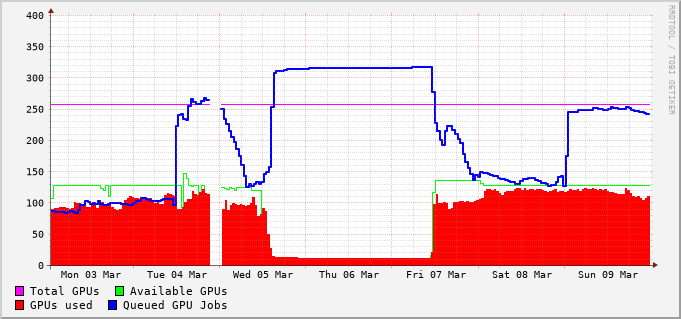 400
350
300
250
200
150
100
50
0
Mon 03 Mar Tue 04 Mar Wed 05 Mar Thu 06 Mar Fri 07 Mar Sat 08 Mar Sun 09 Mar
Total GPUs Available GPUs
GPUs used Queued GPU Jobs
RRDTOOL / TOBI OETIKER